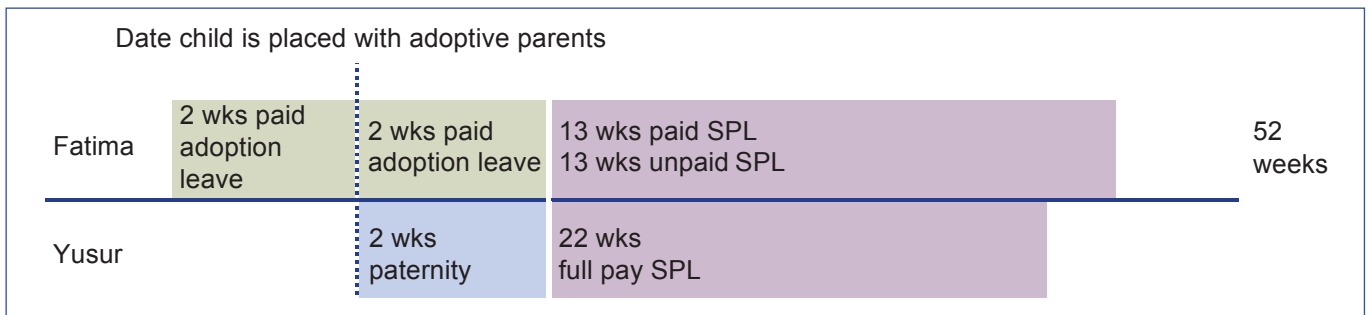 Date child is placed with adoptive parents
Fatima
2 wks paid
adoption
leave
2 wks paid
adoption leave
13 wks paid SPL
13 wks unpaid SPL
52
weeks
Yusur
2 wks
paternity
22 wks
full pay SPL